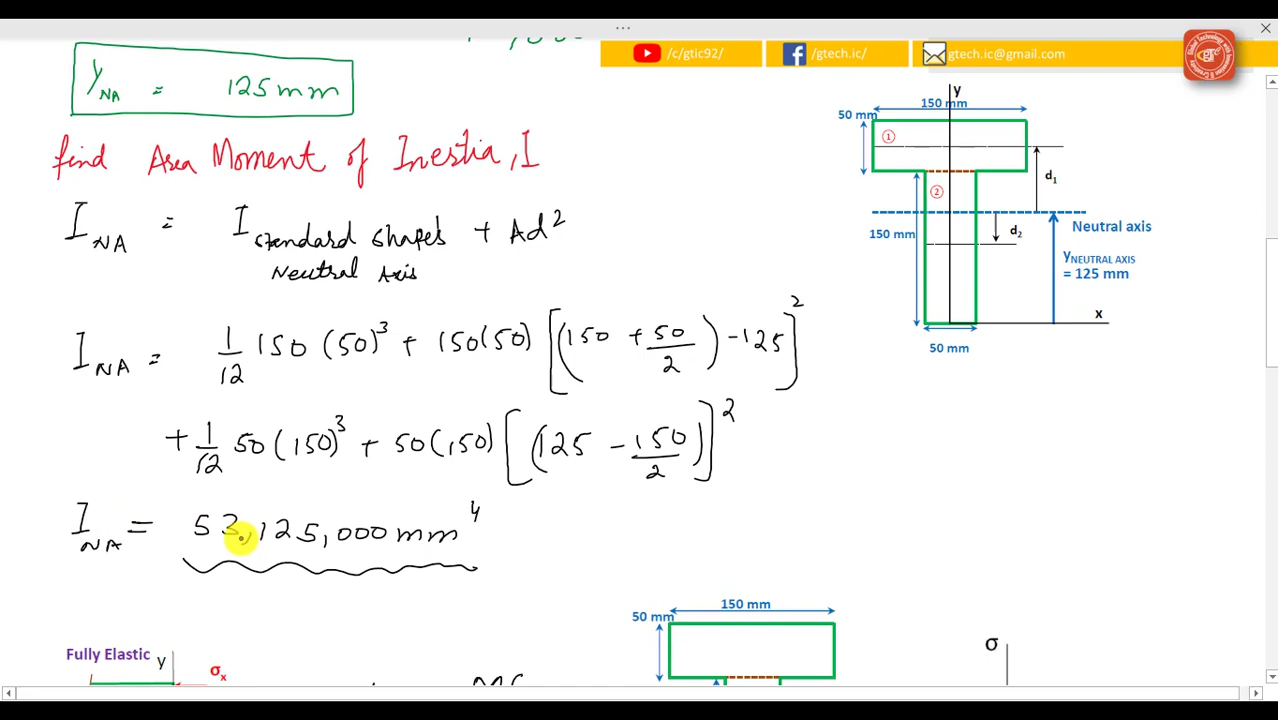 /c/gtic92/
/gtech.ic/
gtech.ic@gmail.com
gtic
y_NA = 125 mm
find Area Moment of Inertia, I
I_NA = I_standard shapes Neutral Axis + Ad²
I_NA = 1/12 150 (50)³ + 150(50) [(150 + 50/2) - 125]²
+ 1/12 50 (150)³ + 50(150) [(125 - 150/2)]²
I_NA = 53,125,000 mm⁴
y
150 mm
50 mm
①
d₁
②
150 mm
d₂
Neutral axis
y_NEUTRAL AXIS
= 125 mm
x
50 mm
Fully Elastic
y
σₓ
150 mm
50 mm
σ